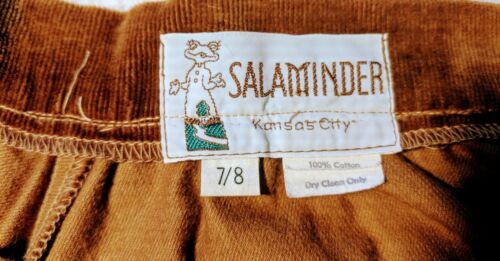 SALAMINDER
Kansas City
7/8
100% Cotton
Dry Clean Only